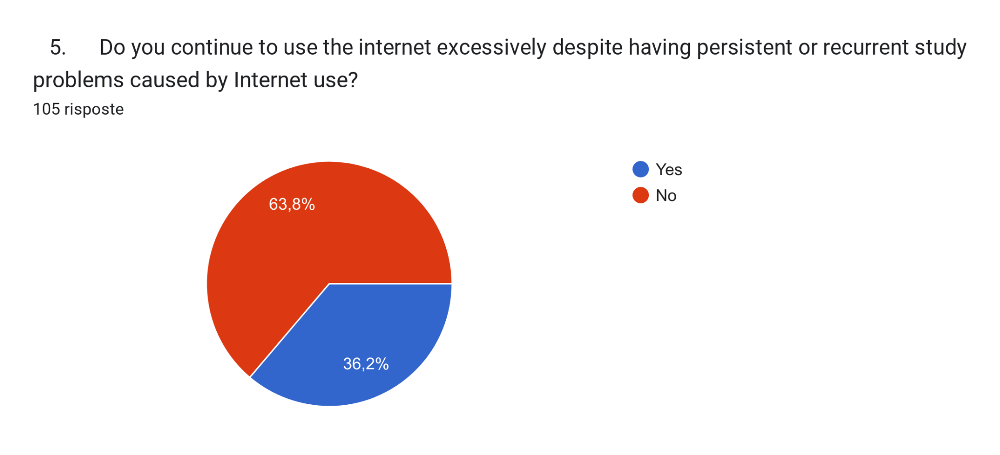 5. Do you continue to use the internet excessively despite having persistent or recurrent study
problems caused by Internet use?
105 risposte
Yes
No
63,8%
36,2%